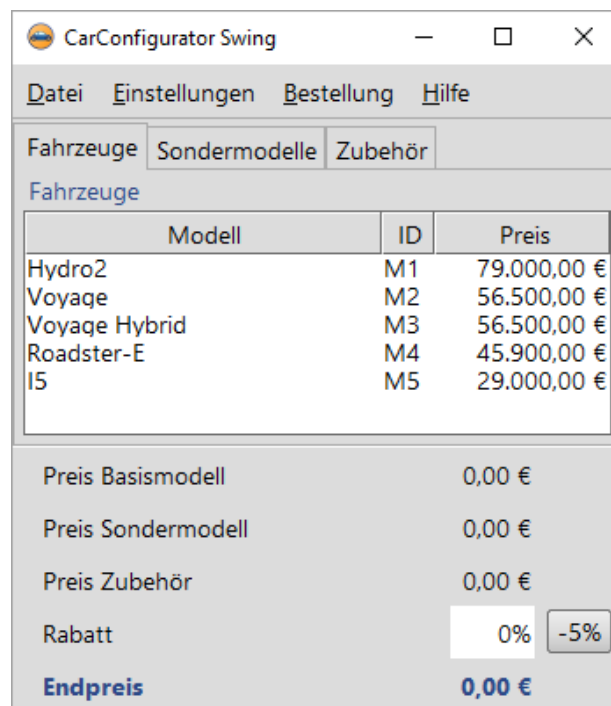 CarConfigurator Swing
Datei Einstellungen Bestellung Hilfe
Fahrzeuge Sondermodelle Zubehör
Fahrzeuge
Modell ID Preis
Hydro2 M1 79.000,00 €
Voyage M2 56.500,00 €
Voyage Hybrid M3 56.500,00 €
Roadster-E M4 45.900,00 €
I5 M5 29.000,00 €
Preis Basismodell 0,00 €
Preis Sondermodell 0,00 €
Preis Zubehör 0,00 €
Rabatt 0% -5%
Endpreis 0,00 €